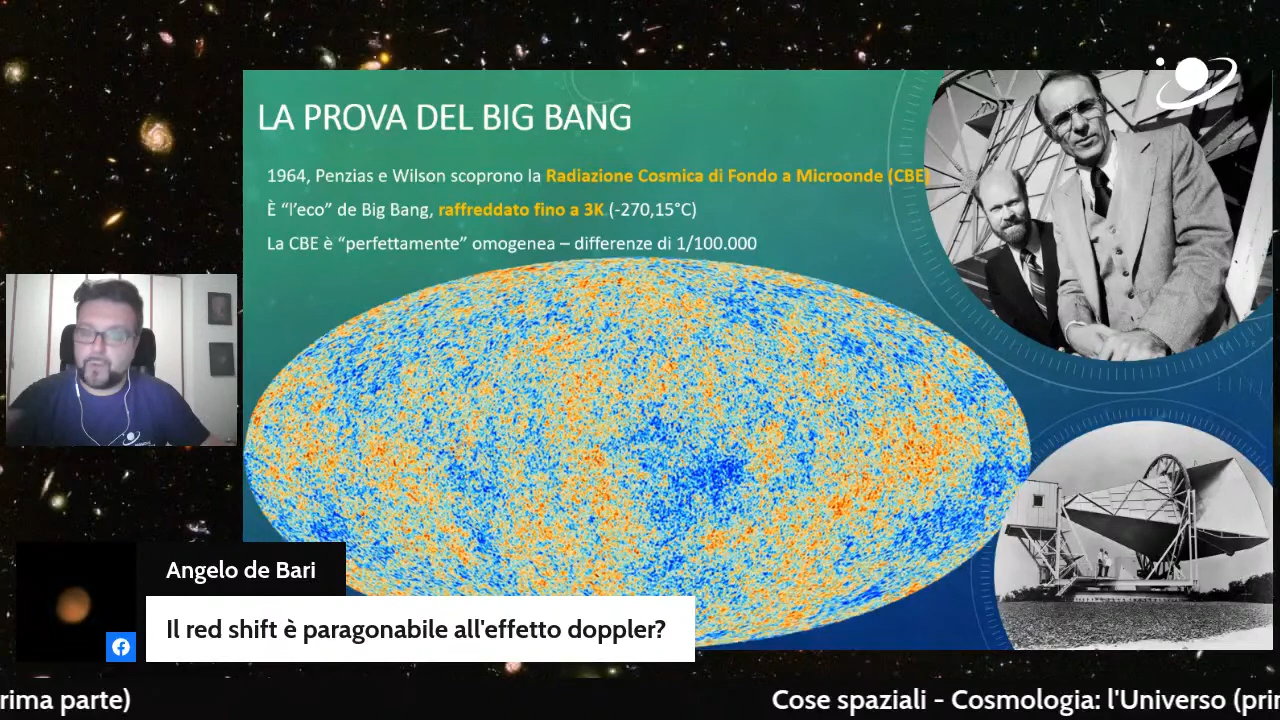 LA PROVA DEL BIG BANG
1964, Penzias e Wilson scoprono la Radiazione Cosmica di Fondo a Microonde (CBE)
È “l’eco” de Big Bang, raffreddato fino a 3K (-270,15°C)
La CBE è “perfettamente” omogenea – differenze di 1/100.000
Angelo de Bari
Il red shift è paragonabile all'effetto doppler?
rima parte)
Cose spaziali - Cosmologia: l'Universo (prir